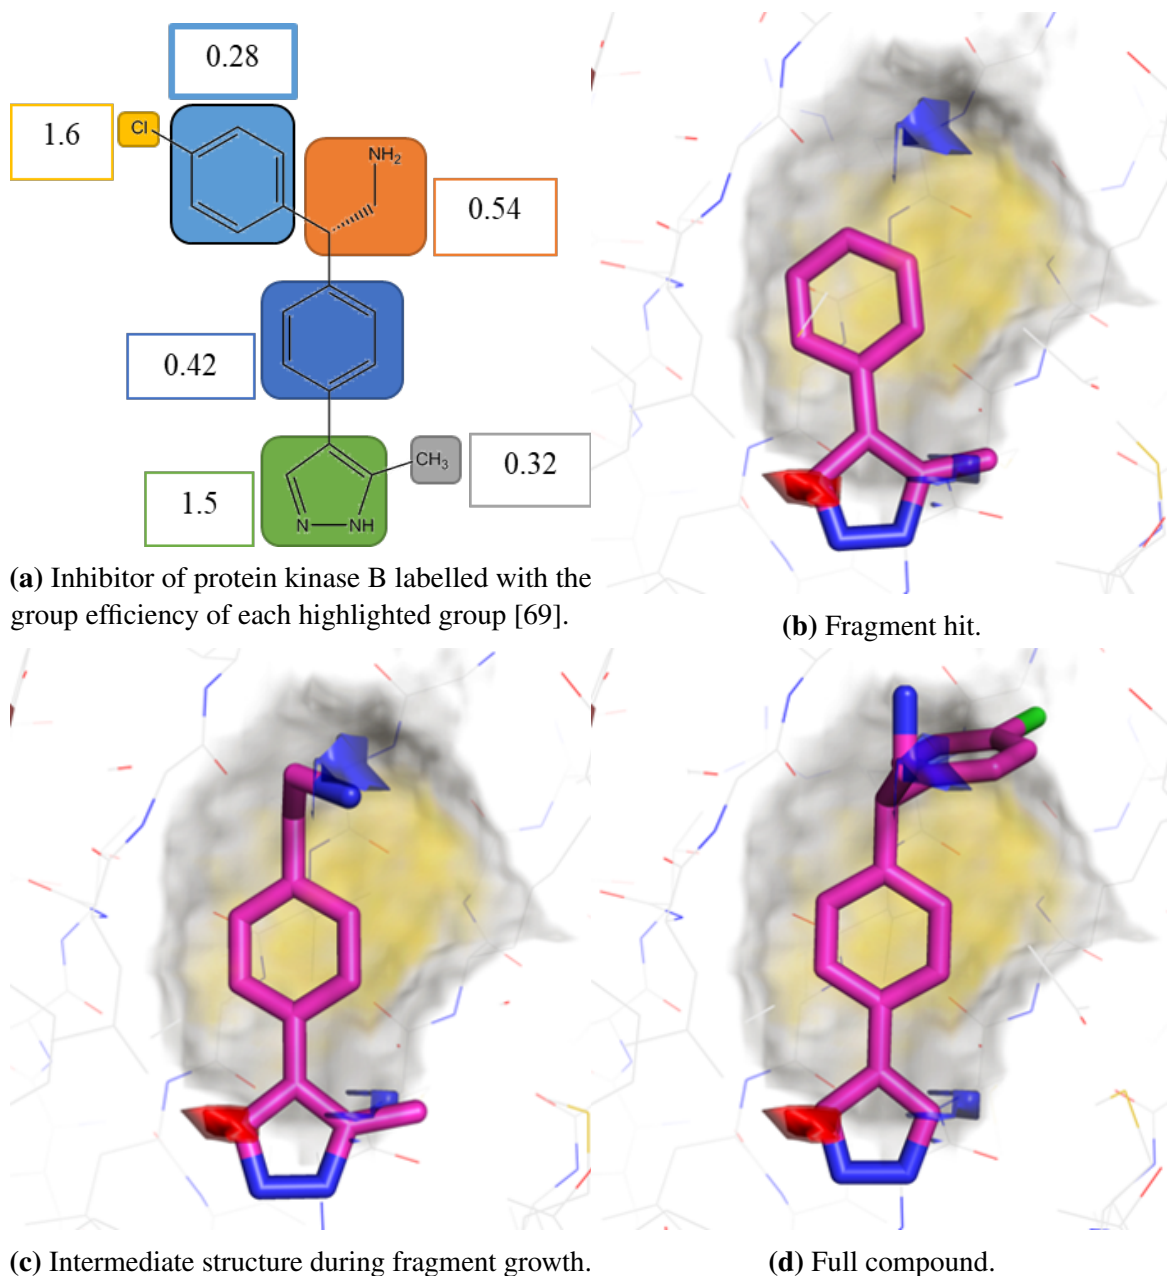 0.28
1.6
Cl
NH₂
0.54
0.42
1.5
CH₃
0.32
N
NH
(a) Inhibitor of protein kinase B labelled with the
group efficiency of each highlighted group [69].
(b) Fragment hit.
(c) Intermediate structure during fragment growth.
(d) Full compound.